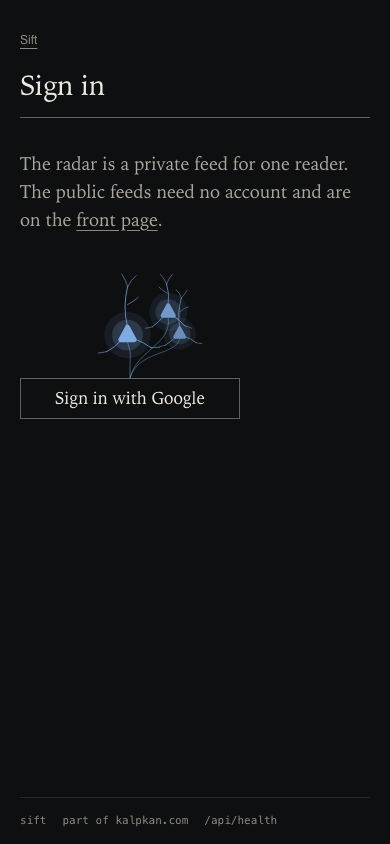 Sift
Sign in
The radar is a private feed for one reader.
The public feeds need no account and are
on the front page.
Sign in with Google
sift part of kalpkan.com /api/health